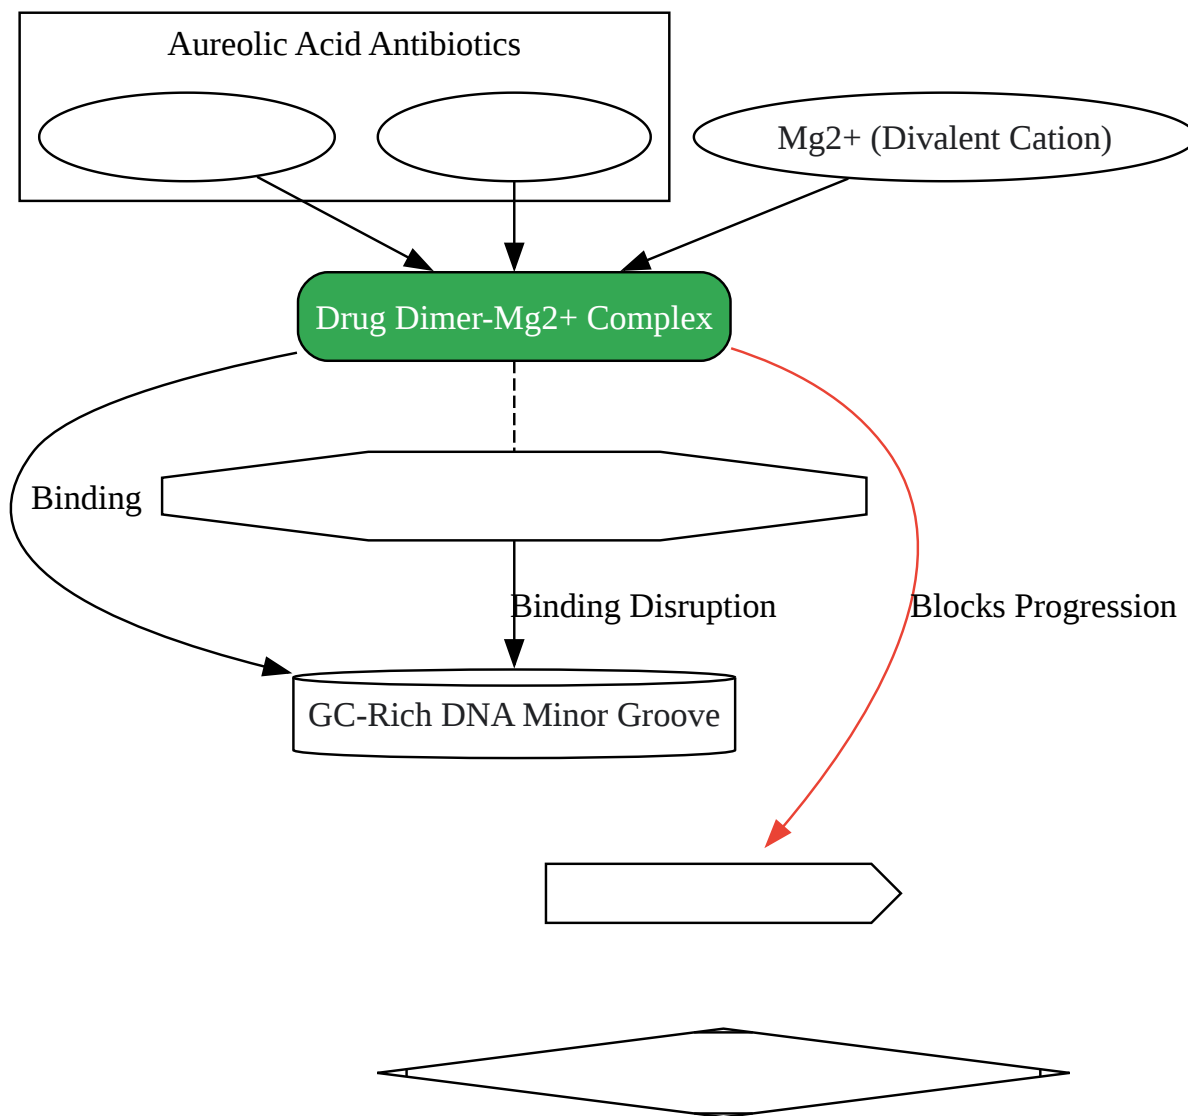 Aureolic Acid Antibiotics
Mg2+ (Divalent Cation)
Drug Dimer-Mg2+ Complex
Binding
Binding Disruption
Blocks Progression
GC-Rich DNA Minor Groove